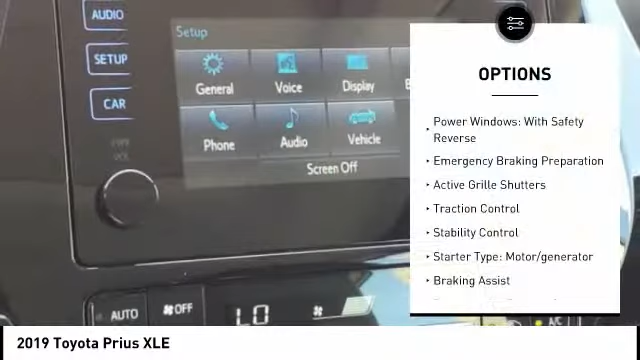 AUDIO
SETUP
CAR
PWR
VOL
Setup
General
Voice
Display
Phone
Audio
Vehicle
Screen Off
AUTO
OFF
LO
A/C
OPTIONS
Power Windows: With Safety
Reverse
Emergency Braking Preparation
Active Grille Shutters
Traction Control
Stability Control
Starter Type: Motor/generator
Braking Assist
2019 Toyota Prius XLE